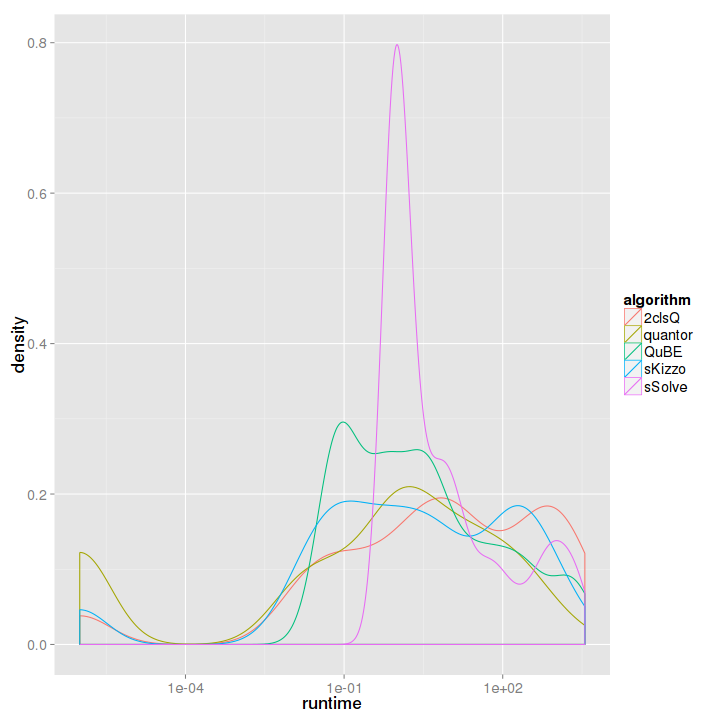 0.8
0.6
0.4
0.2
0.0
density
1e-04
1e-01
1e+02
runtime
algorithm
2clsQ
quantor
QuBE
sKizzo
sSolve